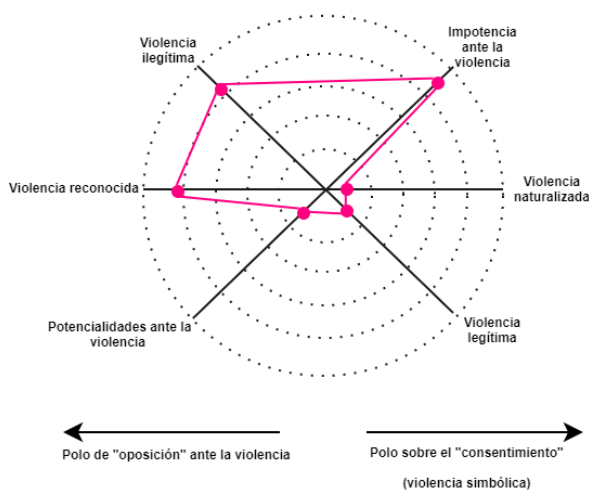 Violencia
ilegítima
Impotencia
ante la
violencia
Violencia reconocida
Violencia
naturalizada
Potencialidades ante la
violencia
Violencia
legítima
Polo de "oposición" ante la violencia
Polo sobre el "consentimiento"
(violencia simbólica)